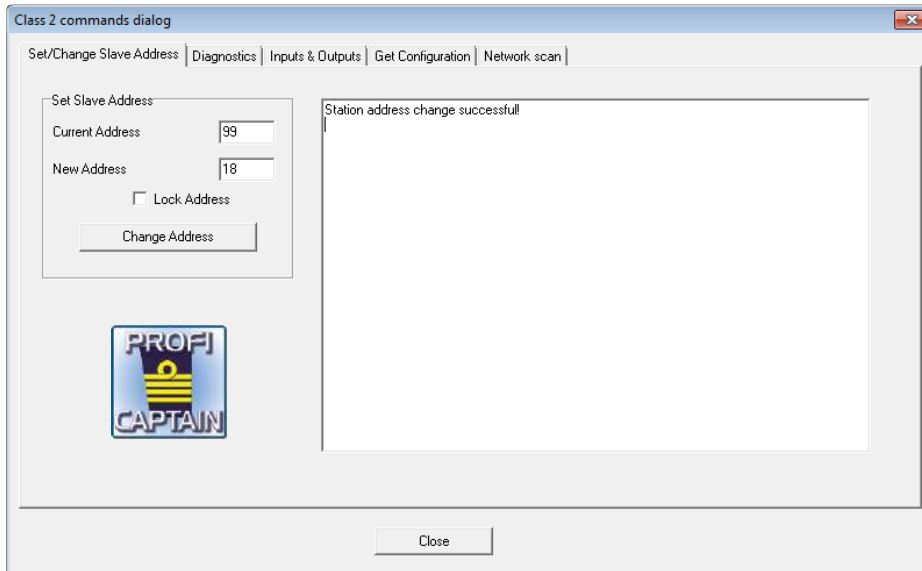 Class 2 commands dialog
Set/Change Slave Address
Diagnostics
Inputs & Outputs
Get Configuration
Network scan
Set Slave Address
Current Address
99
New Address
18
Lock Address
Change Address
Station address change successful!
PROFI
CAPTAIN
Close